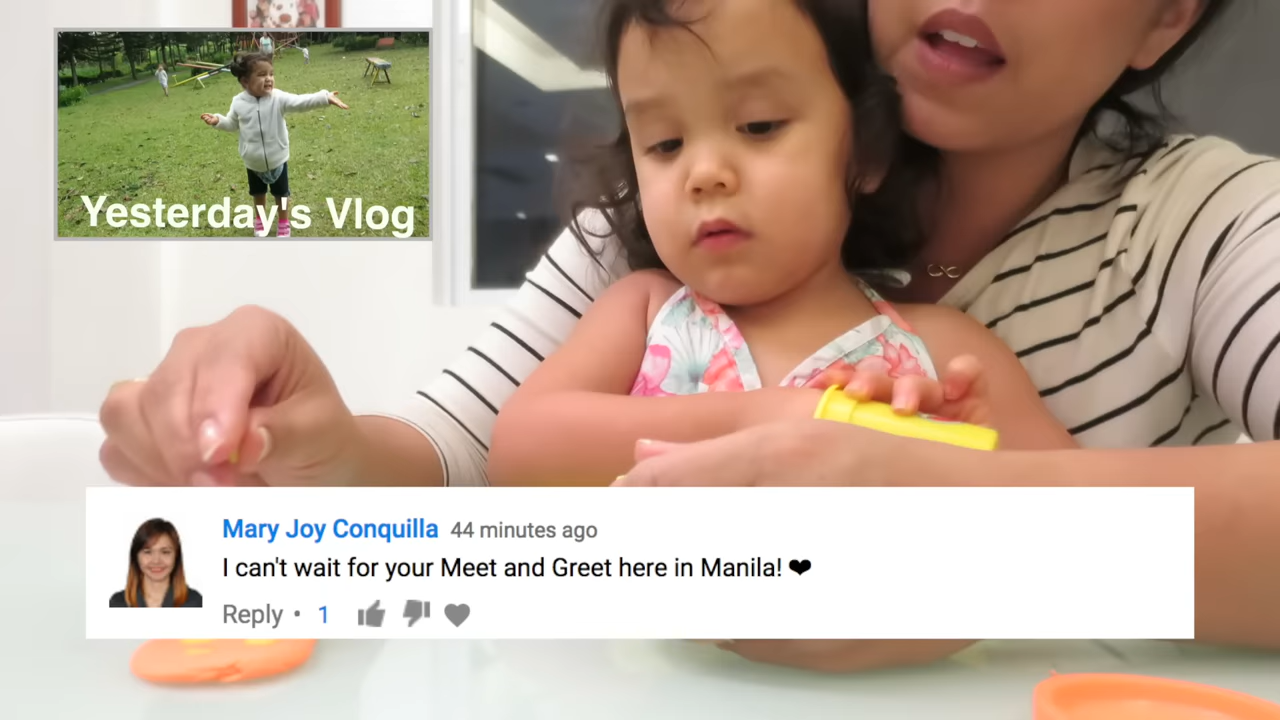 Yesterday's Vlog
Mary Joy Conquilla 44 minutes ago
I can't wait for your Meet and Greet here in Manila! ❤
Reply • 1